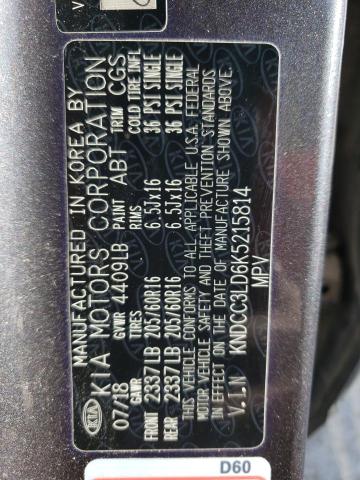 MANUFACTURED IN KOREA BY
KIA KIA MOTORS CORPORATION
07/18 GVWR 4409LB PAINT ABT TRIM CGS
GAWR TIRES RIMS COLD TIRE INFL
FRONT 2337LB 205/60R16 6.5JX16 36 PSI SINGLE
REAR 2337LB 205/60R16 6.5JX16 36 PSI SINGLE
THIS VEHICLE CONFORMS TO ALL APPLICABLE U.S.A. FEDERAL
MOTOR VEHICLE SAFETY AND THEFT PREVENTION STANDARDS
IN EFFECT ON THE DATE OF MANUFACTURE SHOWN ABOVE.
V.I.N KNDCC3LD6K5215814
MPV
D60
V